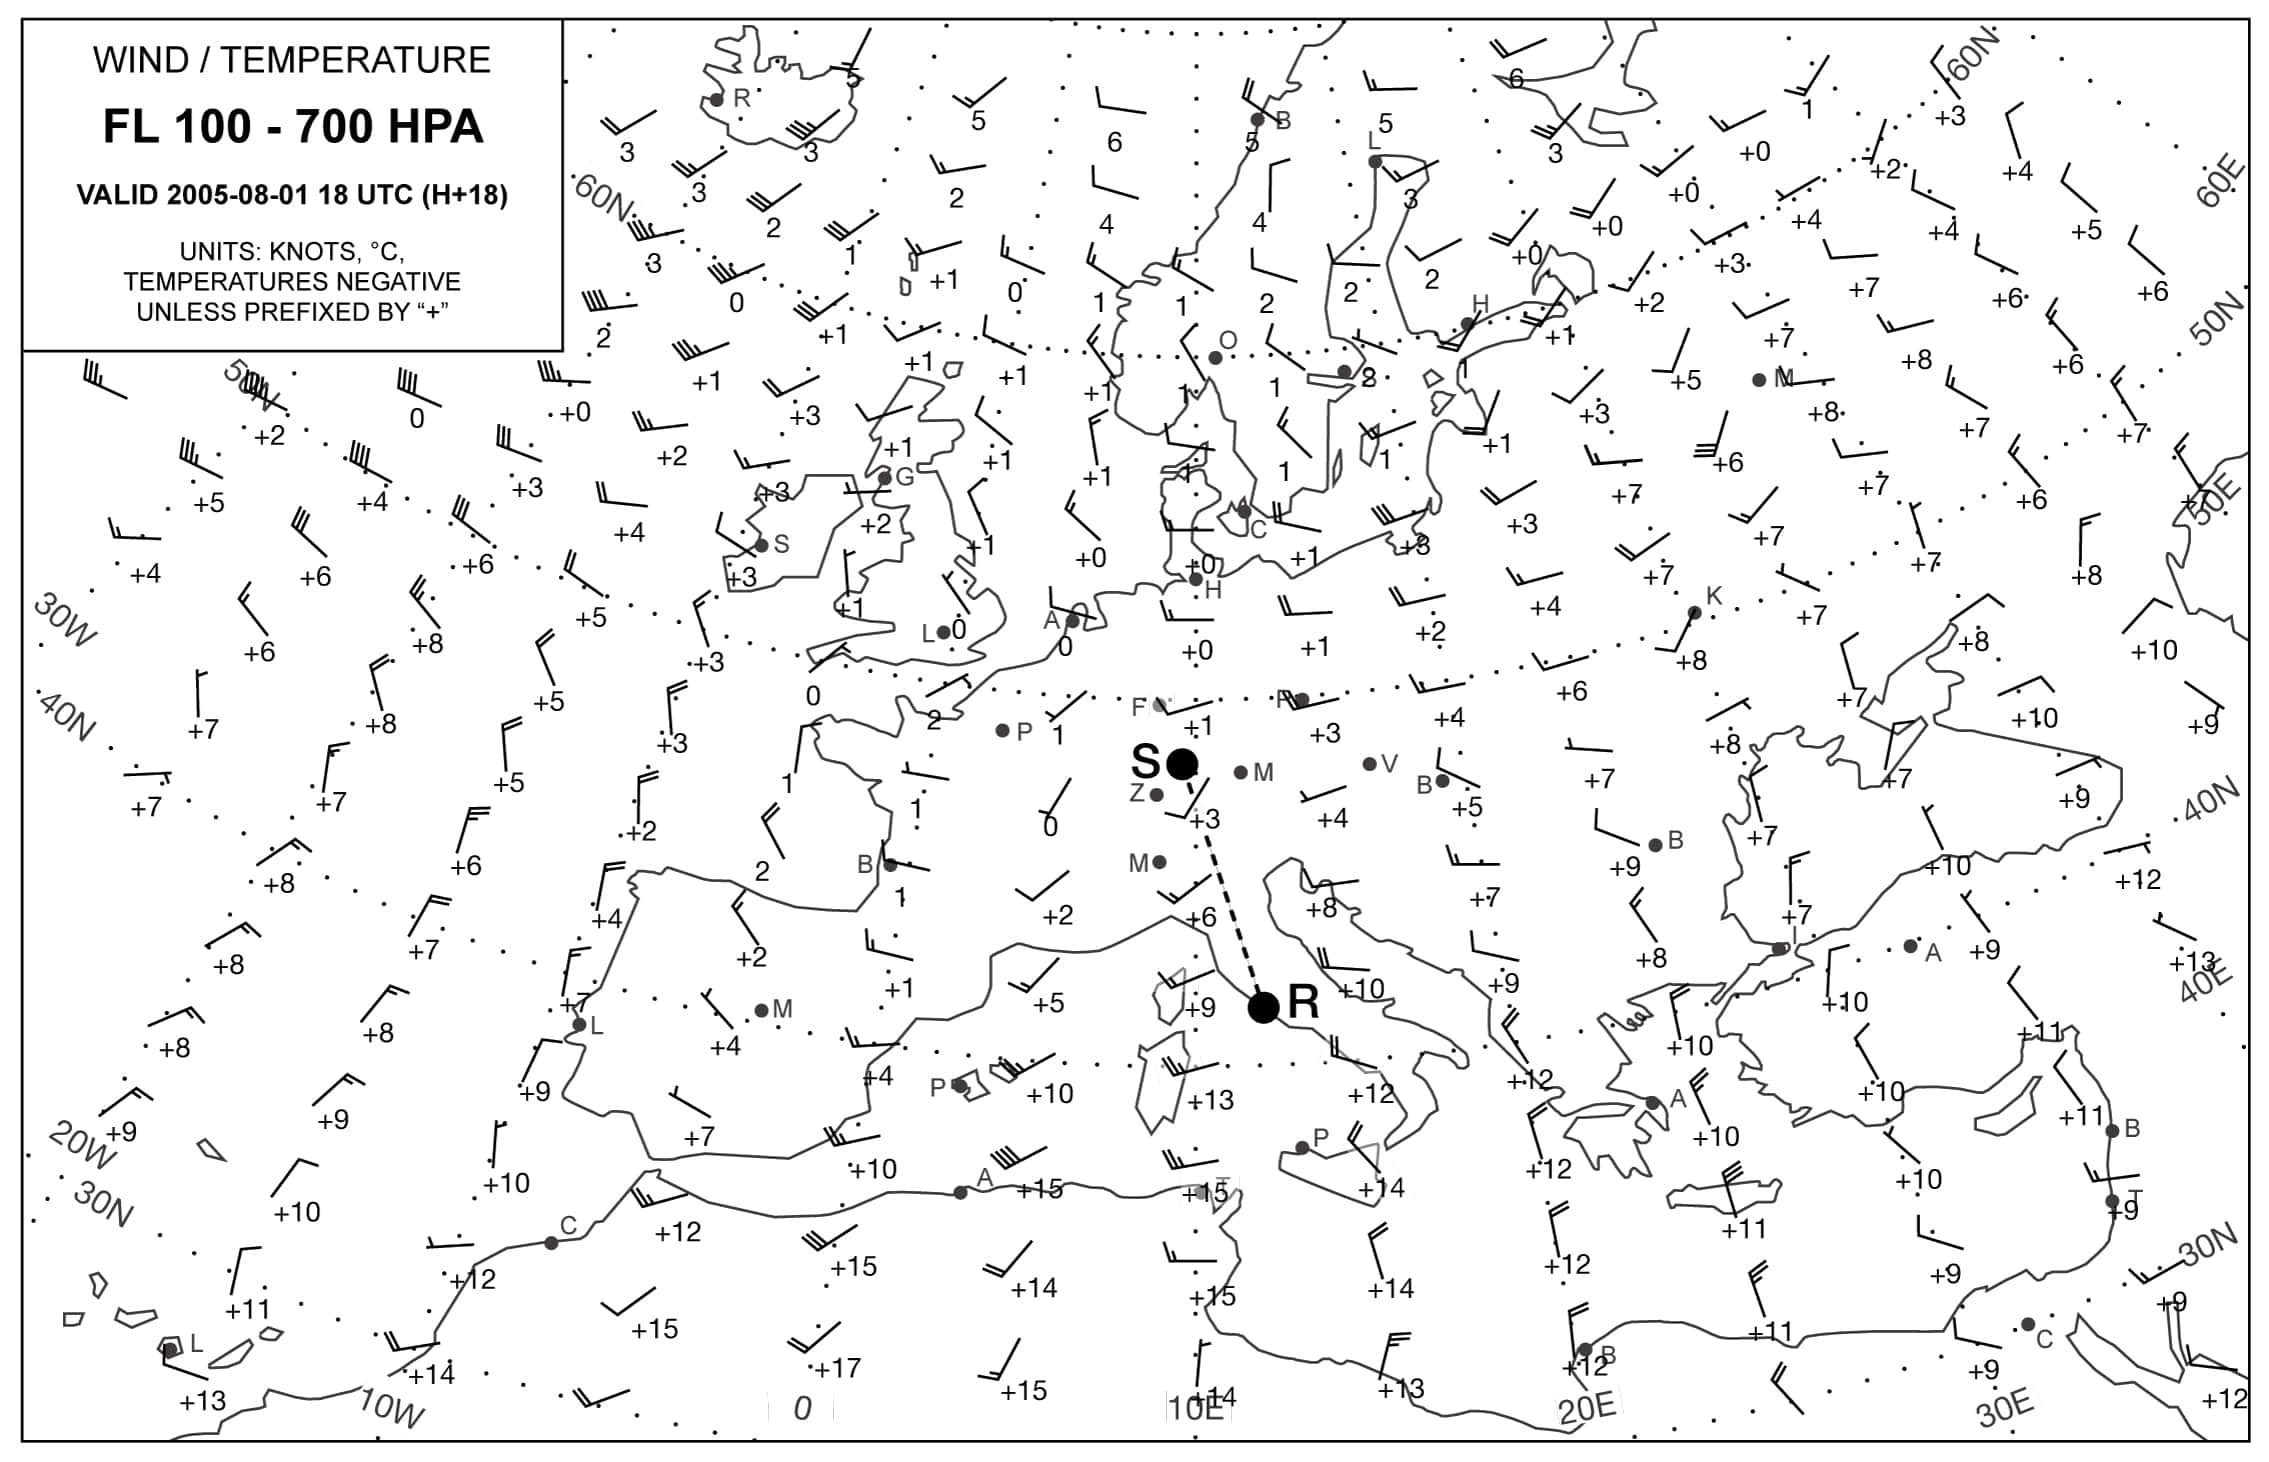 WIND / TEMPERATURE
FL 100 - 700 HPA
VALID 2005-08-01 18 UTC (H+18)
UNITS: KNOTS, °C,
TEMPERATURES NEGATIVE
UNLESS PREFIXED BY “+”
5 6 60N
R 5 1 +3
5 6 B 5 3 +0 +4
3 3 5 L +2 60E
3 2 3 +0
60N 2 4 4 +0 +4 +4 +5
3 1 +1 0 +0 +3
0 1 1 2 2 2 +2 +7 +6 +6
2 +1 H +1 50N
O +7 +8 +6
50N +1 +1 +1 +1 1 1 2 S 1 +5 M
0 +0 +3 +3 +8 +7 +7
+2 +2 +1 +1 +1 1 1 1 +1 +6
+5 +4 +3 +3 G +7 +7 +6 +7
+4 +2 C +3 +7 50E
+4 +6 +6 S +3 +1 +0 +0 +1 +3 +7 +7 +8
30W +5 +1 H +4 K +7
+6 +8 L 0 A 0 +0 +1 +2 +8 +8 +10
+3 +6
40N +7 +8 +5 0 2 F P +4 +7 +10 +9
+3 P 1 +1 +3 +8
S M V
+7 +7 +5 1 1 Z B +7 +7 +9 40N
+2 0 +3 +4 +5 +7
+8 +6 2 B 1 M +9 B +10 +12
+7 +4 +2 +6 +8 +7 +7
+8 +2 +8 I A +9 +13
+7 +1 +5 +9 R +10 +9 +10 40E
+8 +8 L M +10 +11
+4
+9 +9 +9 +4 P +10 +13 +12 +12 A +10 +11
20W +7 P +10 B
+10 +10 +15 +15 +14 +12 +10
30N +10 A T T
+10 C +12 +11 +9
+12 +15 +14 +15 +14 +12 +9 30N
+11 +15 +11 C +9
L +14 +17 +15 +13 +12 B +9
+13 +14 +12
10W 0 10E 20E 30E